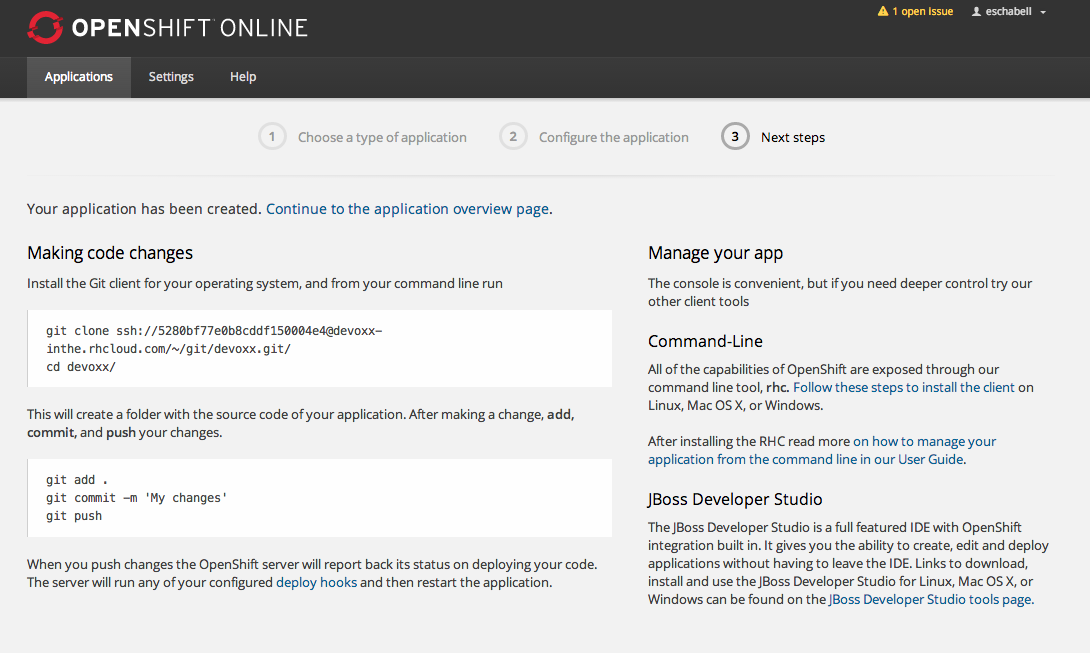 OPENSHIFT ONLINE
1 open issue
eschabell
Applications Settings Help
1 Choose a type of application 2 Configure the application 3 Next steps
Your application has been created. Continue to the application overview page.
Making code changes
Install the Git client for your operating system, and from your command line run
git clone ssh://5280bf77e0b8cddf150004e4@devoxx-
inthe.rhcloud.com/~/git/devoxx.git/
cd devoxx/
This will create a folder with the source code of your application. After making a change, add,
commit, and push your changes.
git add .
git commit -m 'My changes'
git push
When you push changes the OpenShift server will report back its status on deploying your code.
The server will run any of your configured deploy hooks and then restart the application.
Manage your app
The console is convenient, but if you need deeper control try our
other client tools
Command-Line
All of the capabilities of OpenShift are exposed through our
command line tool, rhc. Follow these steps to install the client on
Linux, Mac OS X, or Windows.
After installing the RHC read more on how to manage your
application from the command line in our User Guide.
JBoss Developer Studio
The JBoss Developer Studio is a full featured IDE with OpenShift
integration built in. It gives you the ability to create, edit and deploy
applications without having to leave the IDE. Links to download,
install and use the JBoss Developer Studio for Linux, Mac OS X, or
Windows can be found on the JBoss Developer Studio tools page.